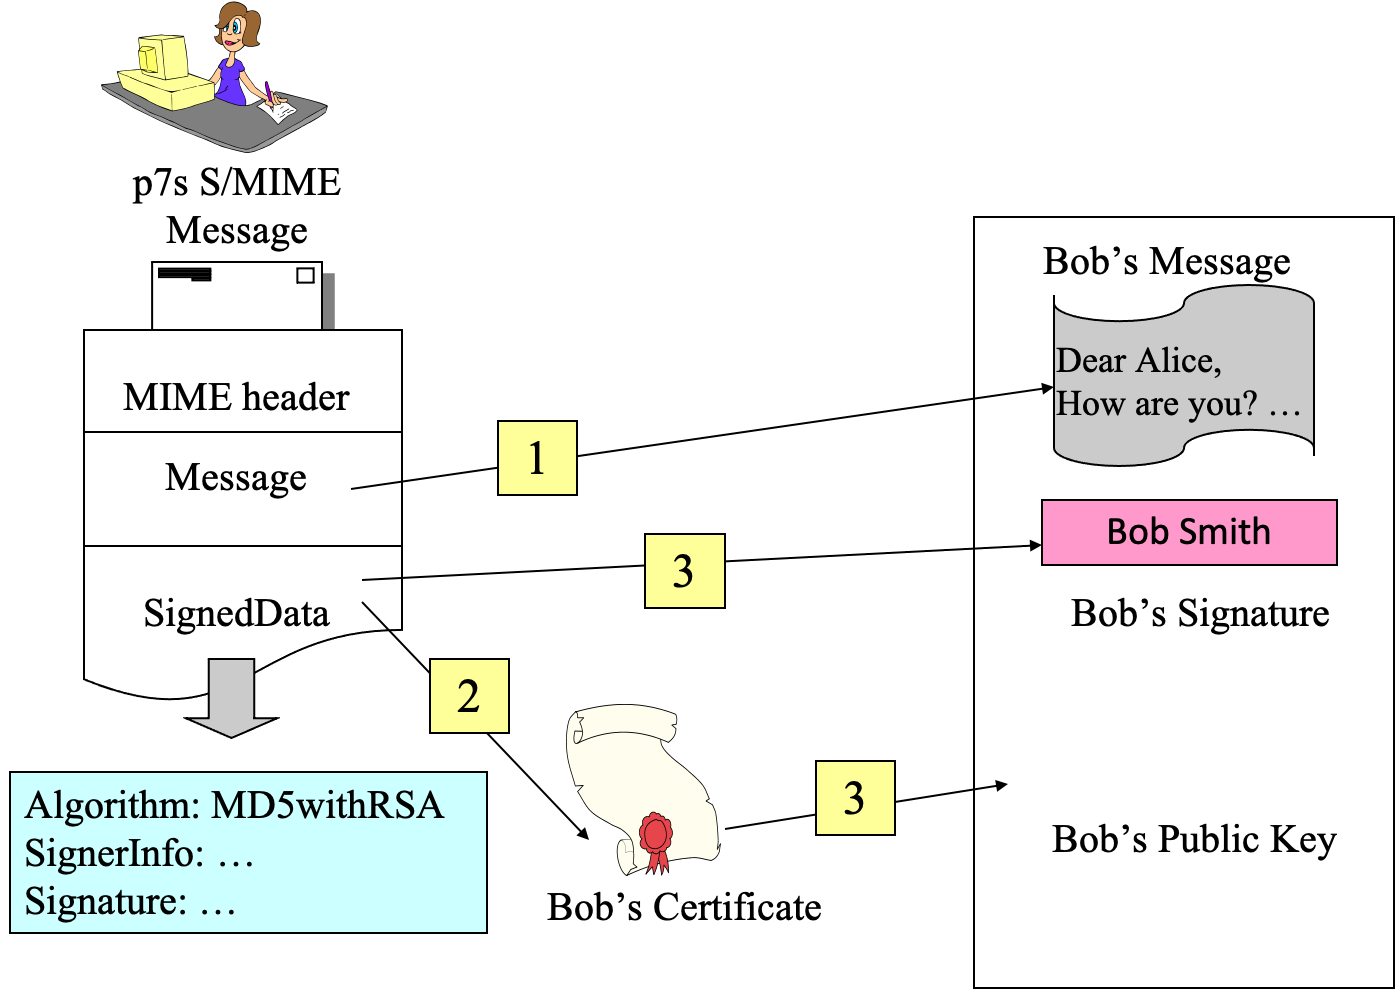 p7s S/MIME
Message
MIME header
Message
SignedData
Algorithm: MD5withRSA
SignerInfo: …
Signature: …
1
3
2
3
Bob’s Certificate
Bob’s Message
Dear Alice,
How are you? …
Bob Smith
Bob’s Signature
Bob’s Public Key